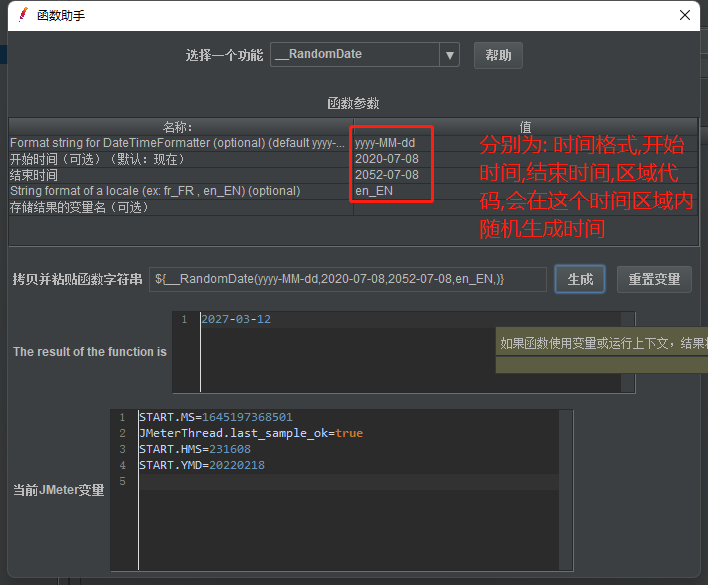 函数助手
选择一个功能 __RandomDate 帮助
函数参数
名称: 值
Format string for DateTimeFormatter (optional) (default yyyy-... yyyy-MM-dd
开始时间（可选）（默认：现在） 2020-07-08
结束时间 2052-07-08
String format of a locale (ex: fr_FR , en_EN) (optional) en_EN
存储结果的变量名（可选）
分别为: 时间格式,开始
时间,结束时间,区域代
码,会在这个时间区域内
随机生成时间
拷贝并粘贴函数字符串 ${__RandomDate(yyyy-MM-dd,2020-07-08,2052-07-08,en_EN,)} 生成 重置变量
The result of the function is
1 2027-03-12
如果函数使用变量或运行上下文，结果
当前JMeter变量
1 START.MS=1645197368501
2 JMeterThread.last_sample_ok=true
3 START.HMS=231608
4 START.YMD=20220218
5